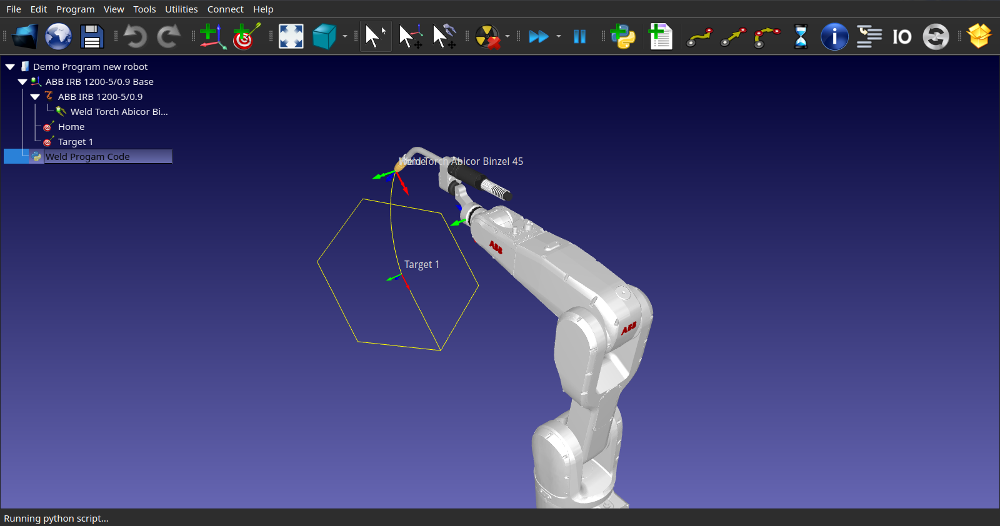 File Edit Program View Tools Utilities Connect Help
IO
Demo Program new robot
ABB IRB 1200-5/0.9 Base
ABB IRB 1200-5/0.9
Weld Torch Abicor Bi...
Home
Target 1
Weld Progam Code
Torch Abicor Binzel 45
ABB
Target 1
ABB
Running python script...